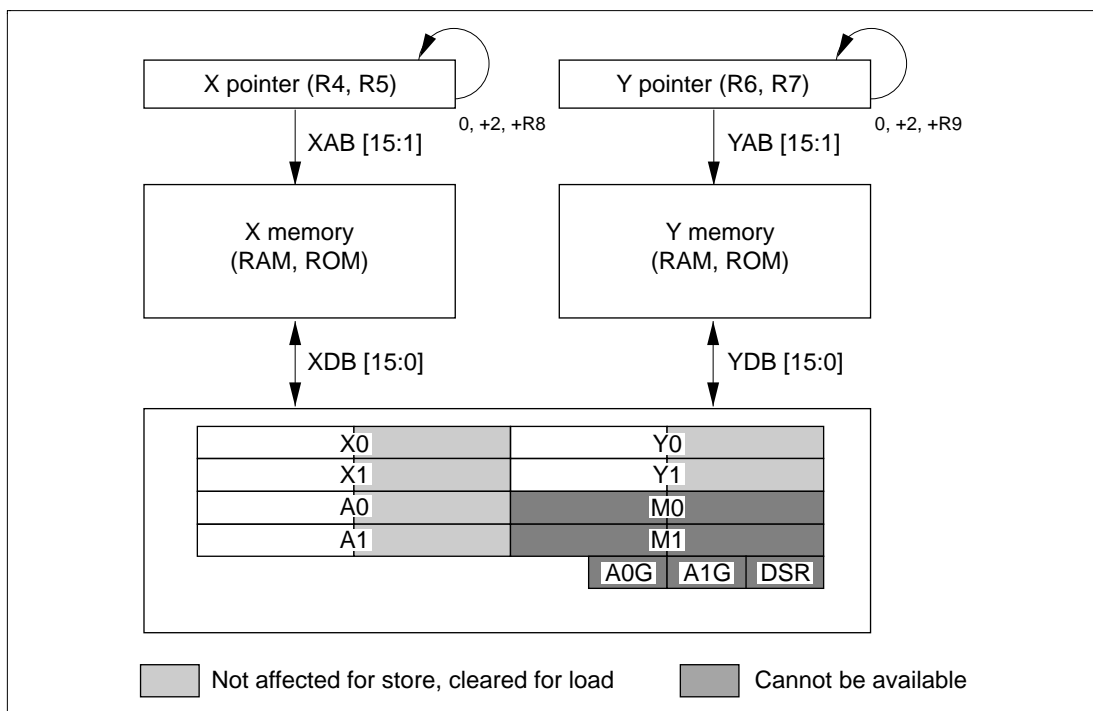 X pointer (R4, R5)
Y pointer (R6, R7)
0, +2, +R8
0, +2, +R9
XAB [15:1]
YAB [15:1]
X memory
(RAM, ROM)
Y memory
(RAM, ROM)
XDB [15:0]
YDB [15:0]
X0
Y0
X1
Y1
A0
M0
A1
M1
A0G
A1G
DSR
Not affected for store, cleared for load
Cannot be available